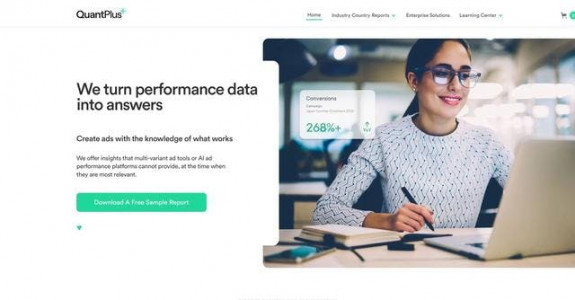 QuantPlus+
Home
Industry Country Reports
Enterprise Solutions
Learning Center
We turn performance data
into answers
Create ads with the knowledge of what works
We offer insights that multi-variant ad tools or AI ad
performance platforms cannot provide, at the time when
they are most relevant.
Download A Free Sample Report
Conversions
268%+